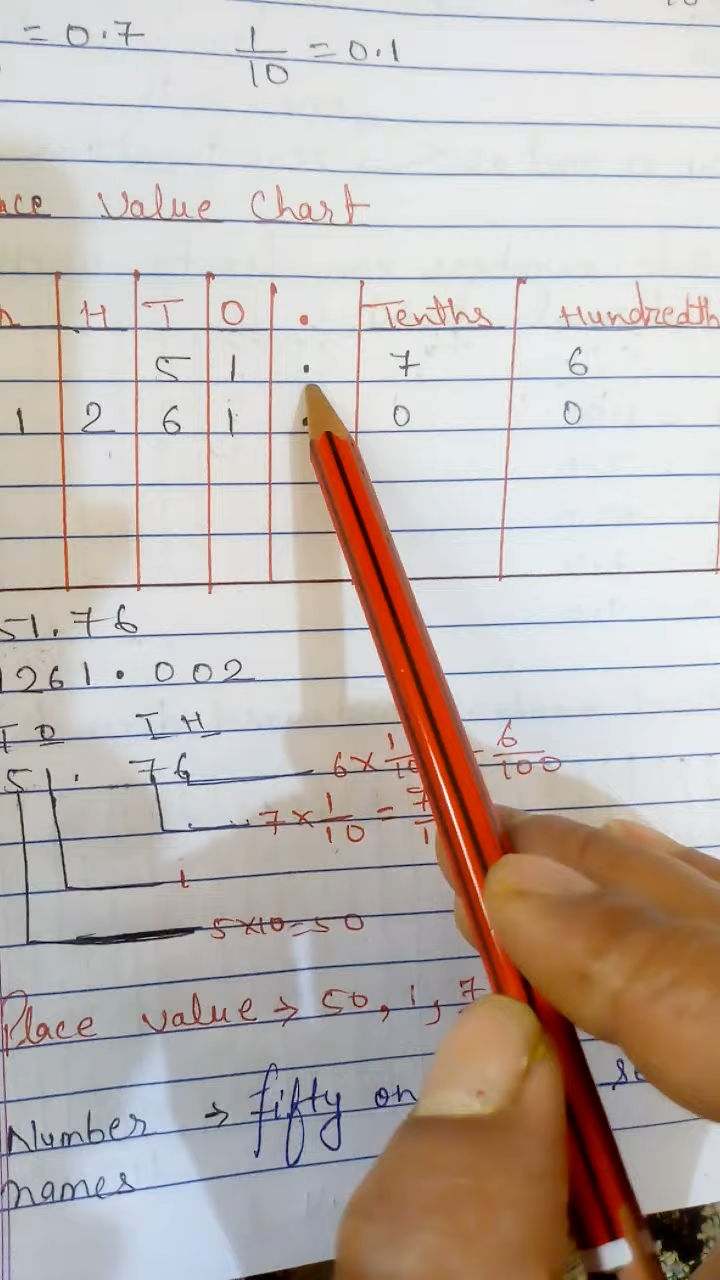 = 0.7 1/10 = 0.1
Value Chart
H T O . Tenths Hundredth
5 1 . 7 6
1 2 6 1 0 0
51.76
1261.002
T O T H
51.76 6 × 6/100
7 × 1/10 =
1
5×10=50
Place value → 50, 1,
Number → fifty
names